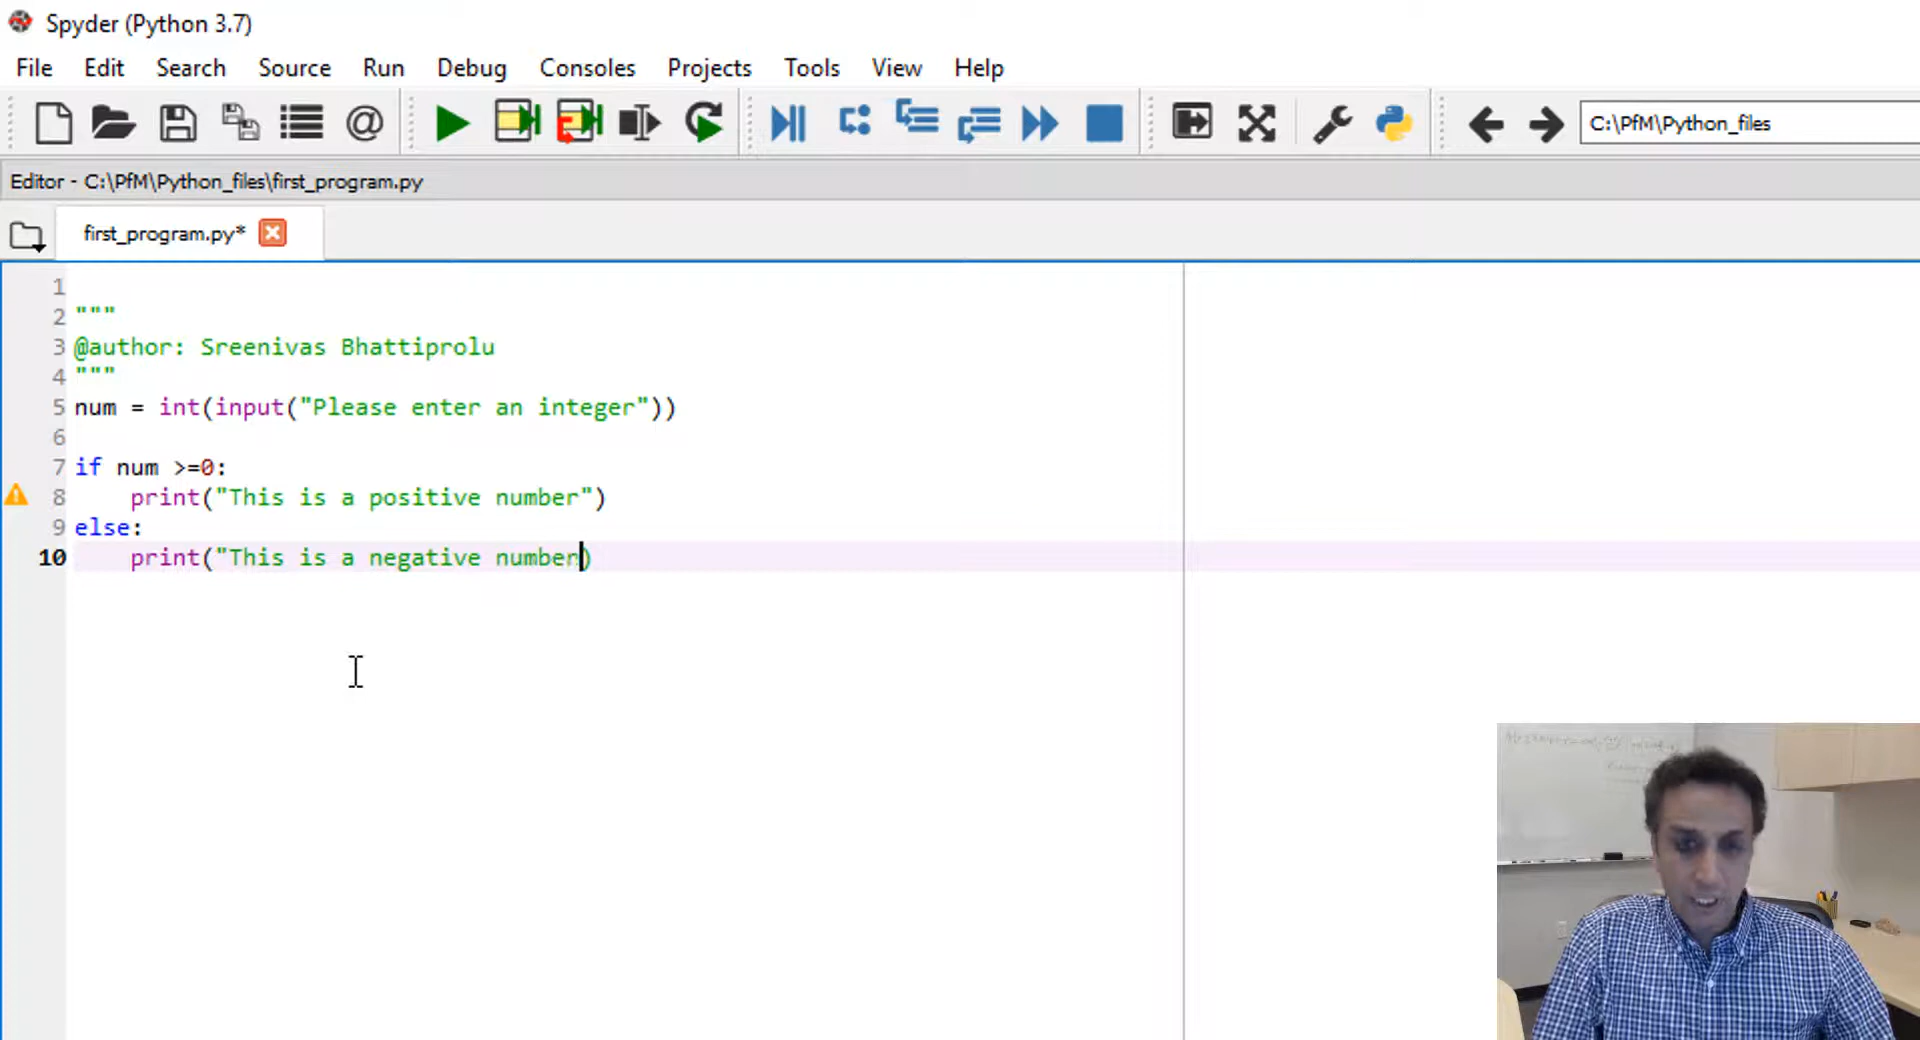 Spyder (Python 3.7)
File Edit Search Source Run Debug Consoles Projects Tools View Help
C:\PfM\Python_files
Editor - C:\PfM\Python_files\first_program.py
first_program.py*
1
2 """
3 @author: Sreenivas Bhattiprolu
4 """
5 num = int(input("Please enter an integer"))
6
7 if num >=0:
8 print("This is a positive number")
9 else:
10 print("This is a negative number)